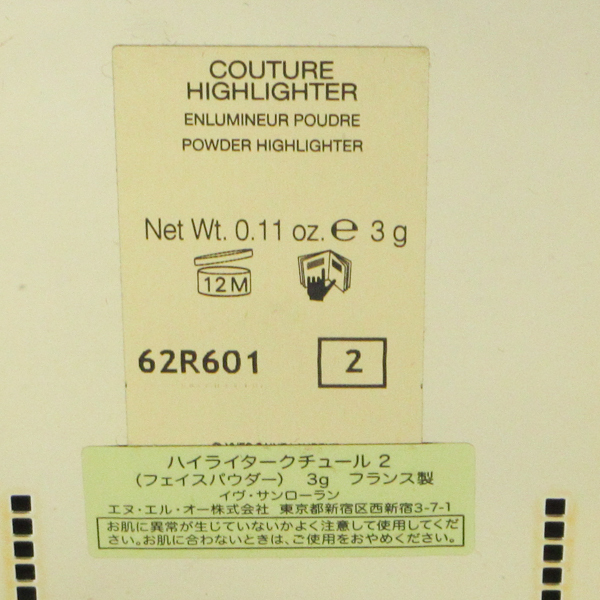 COUTURE
HIGHLIGHTER
ENLUMINEUR POUDRE
POWDER HIGHLIGHTER
Net Wt. 0.11 oz. ℮ 3 g
12 M
62R601 2
ハイライタークチュール 2
（フェイスパウダー） 3g フランス製
イヴ・サンローラン
エヌ・エル・オー株式会社 東京都新宿区西新宿3-7-1
お肌に異常が生じていないかよく注意して使用してくだ
さい。お肌に合わないときは、ご使用をおやめください。